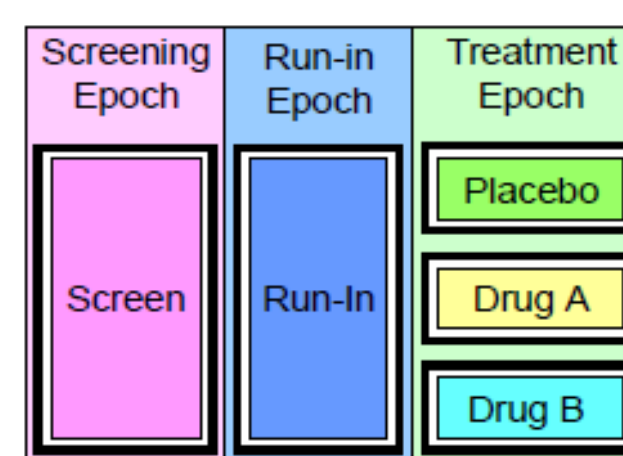 Screening
Epoch
Run-in
Epoch
Treatment
Epoch
Screen
Run-In
Placebo
Drug A
Drug B